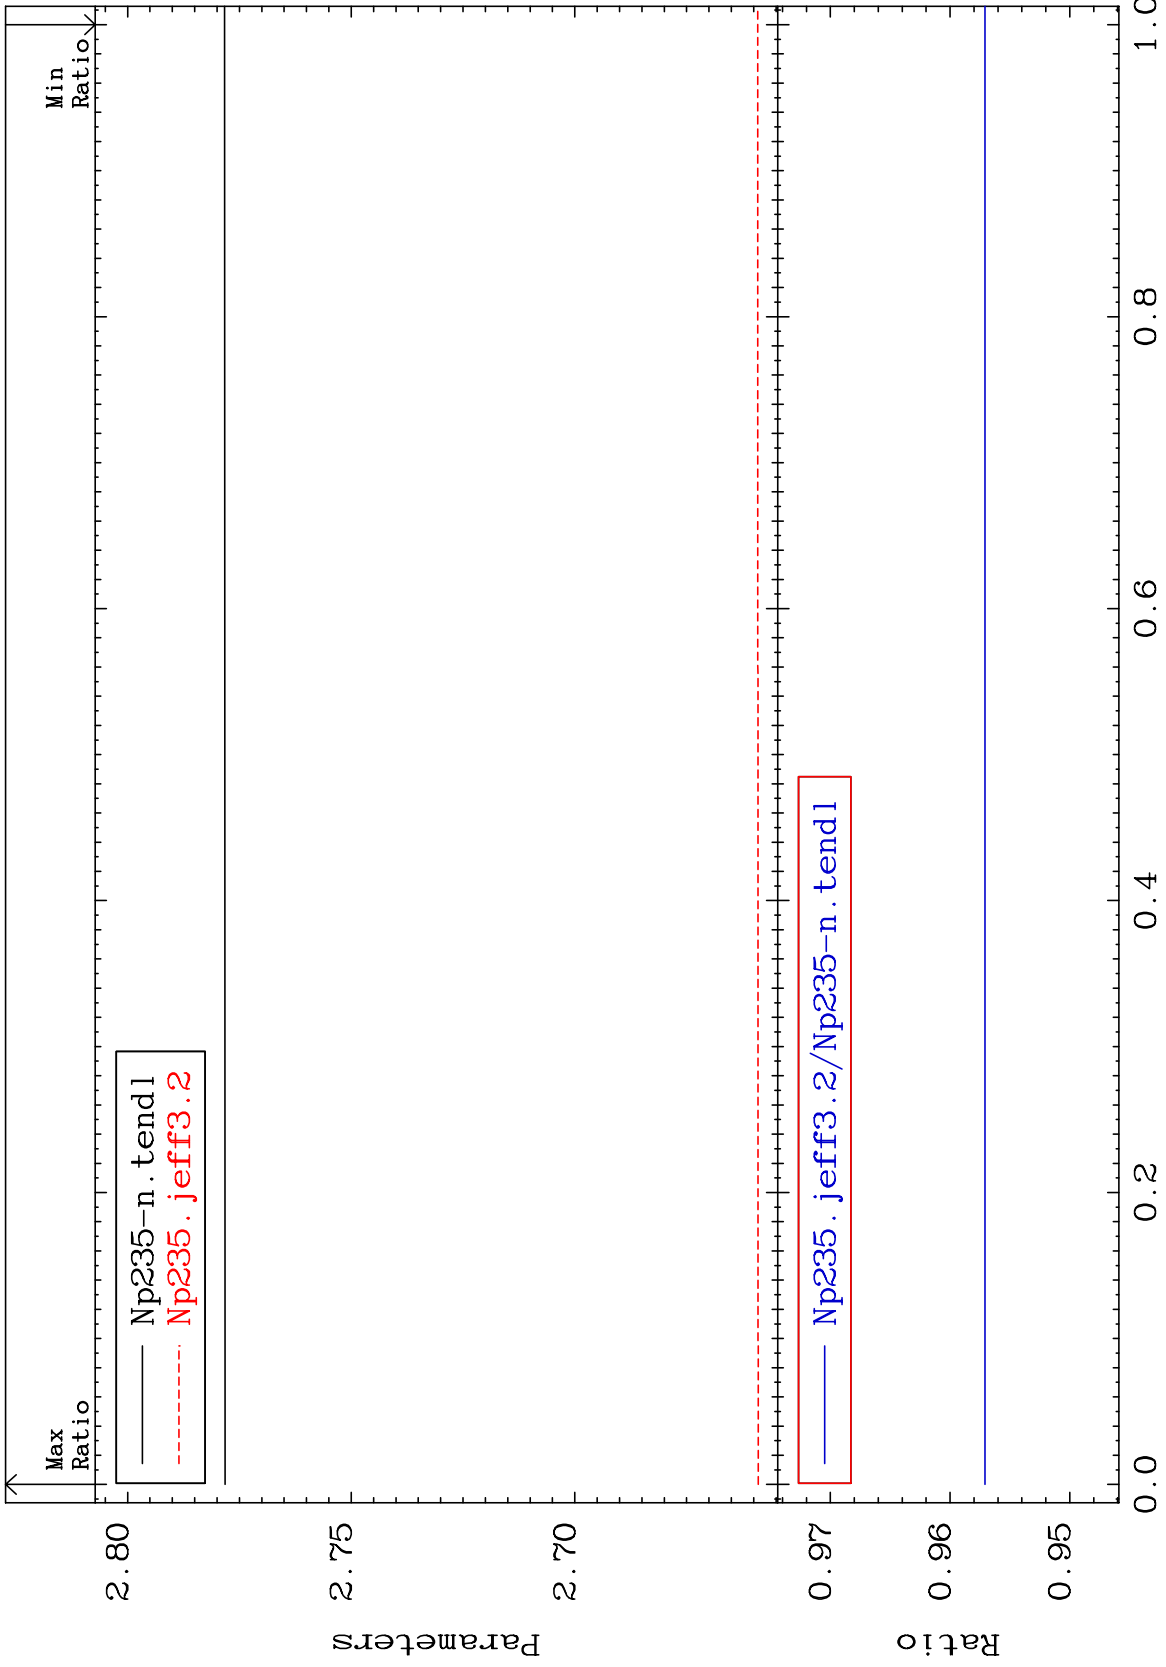 Max
Ratio
Min
Ratio
Np235-n.tendl
Np235.jeff3.2
2.80
2.75
2.70
Parameters
Np235.jeff3.2/Np235-n.tendl
0.97
0.96
0.95
Ratio
0.0
0.2
0.4
0.6
0.8
1.0